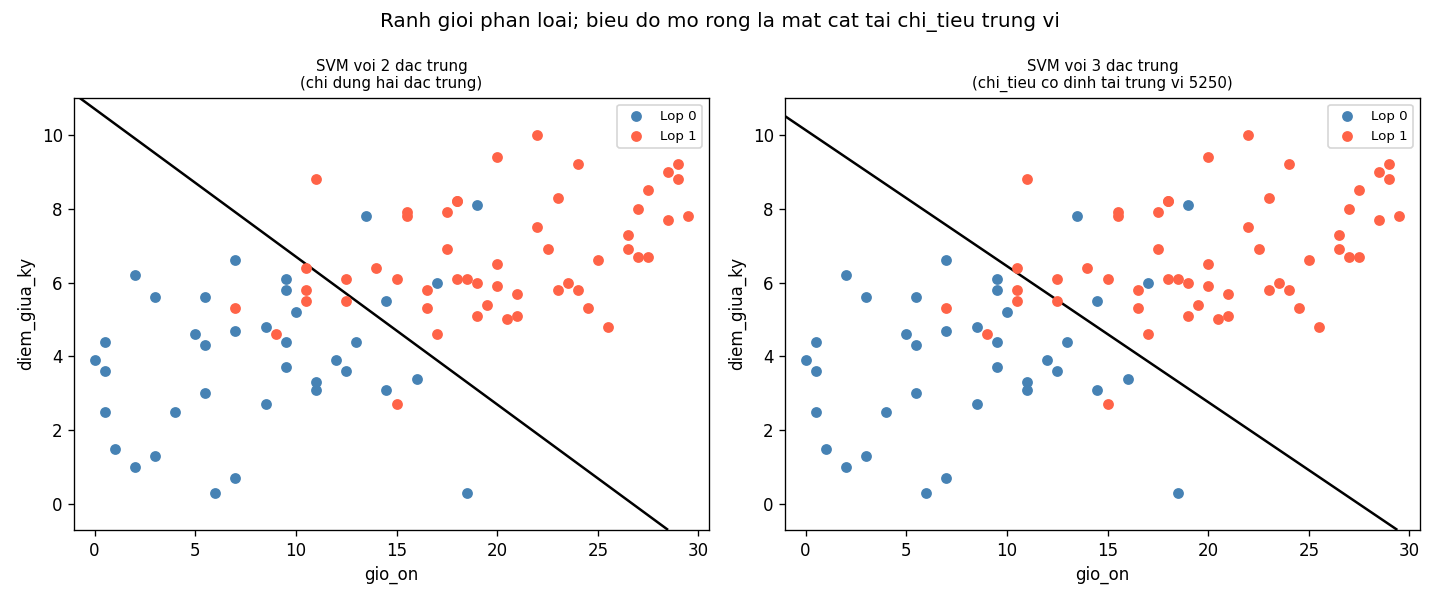 Ranh gioi phan loai; bieu do mo rong la mat cat tai chi_tieu trung vi
SVM voi 2 dac trung
(chi dung hai dac trung)
Lop 0
Lop 1
10
8
6
4
2
0
diem_giua_ky
0 5 10 15 20 25 30
gio_on
SVM voi 3 dac trung
(chi_tieu co dinh tai trung vi 5250)
Lop 0
Lop 1
10
8
6
4
2
0
diem_giua_ky
0 5 10 15 20 25 30
gio_on